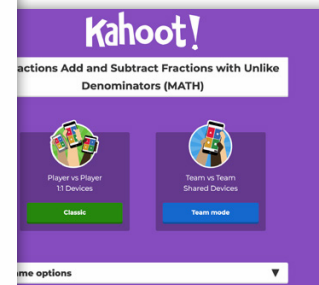 Kahoot!
actions Add and Subtract Fractions with Unlike
Denominators (MATH)
Player vs Player
1:1 Devices
Classic
Team vs Team
Shared Devices
Team mode
me options